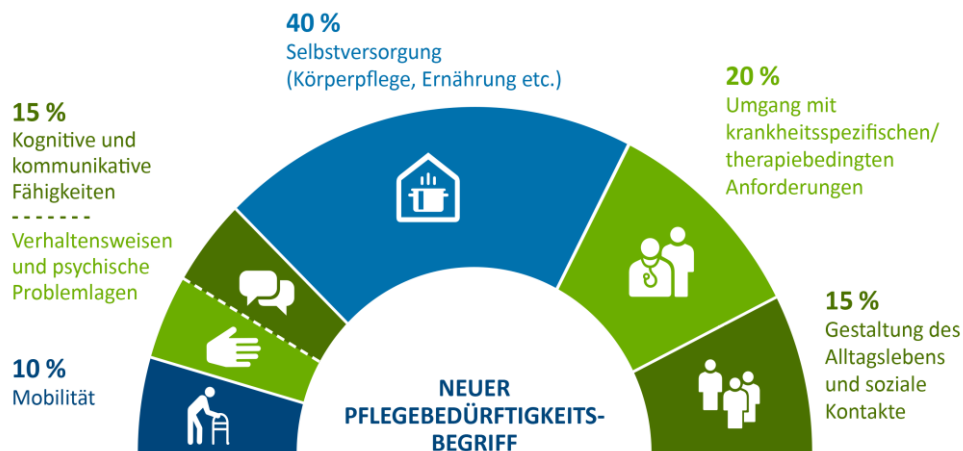 40 %
Selbstversorgung
(Körperpflege, Ernährung etc.)
15 %
Kognitive und
kommunikative
Fähigkeiten
- - - - - - -
Verhaltensweisen
und psychische
Problemlagen
10 %
Mobilität
20 %
Umgang mit
krankheitsspezifischen/
therapiebedingten
Anforderungen
15 %
Gestaltung des
Alltagslebens
und soziale
Kontakte
NEUER
PFLEGEBEDÜRFTIGKEITS-
BEGRIFF